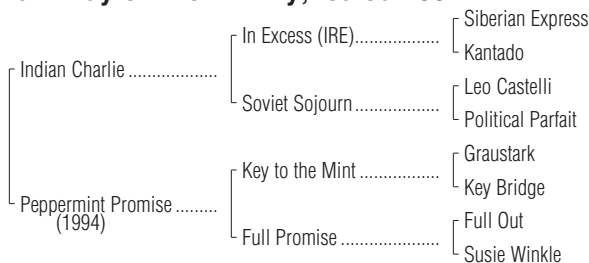 In Excess (IRE)..................
Siberian Express
Kantado
Indian Charlie ..................
Soviet Sojourn..................
Leo Castelli
Political Parfait
Key to the Mint.................
Graustark
Key Bridge
Peppermint Promise .........
(1994)
Full Promise .....................
Full Out
Susie Winkle